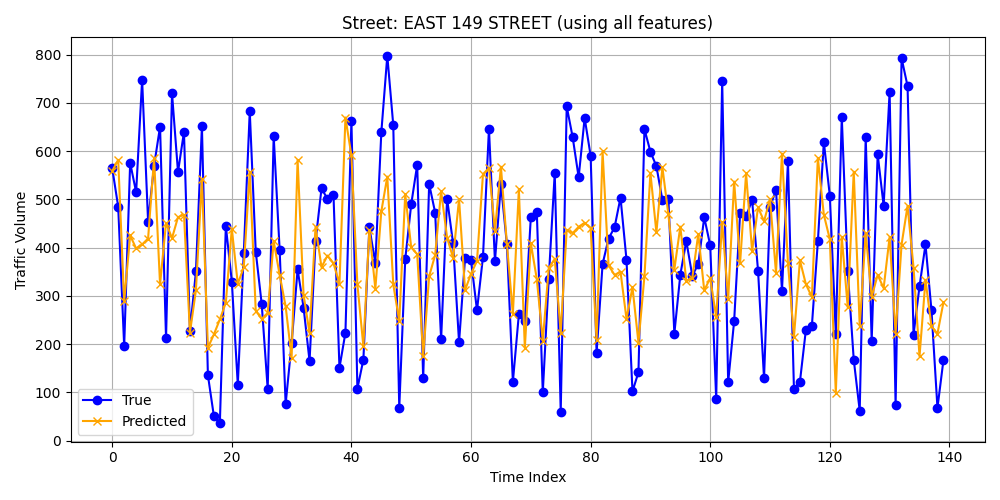 Street: EAST 149 STREET (using all features)
Traffic Volume
800
700
600
500
400
300
200
100
0
True
Predicted
0 20 40 60 80 100 120 140
Time Index